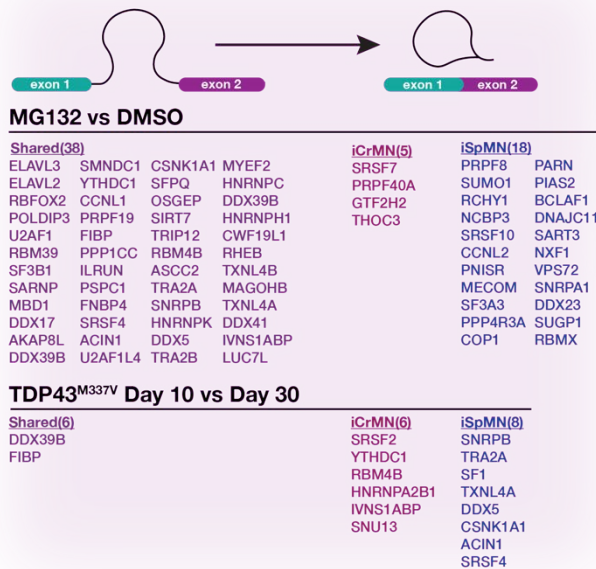 exon 1 exon 2 exon 1 exon 2
MG132 vs DMSO
Shared(38) iCrMN(5) iSpMN(18)
ELAVL3 SMNDC1 CSNK1A1 MYEF2 SRSF7 PRPF8 PARN
ELAVL2 YTHDC1 SFPQ HNRNPC PRPF40A SUMO1 PIAS2
RBFOX2 CCNL1 OSGEP DDX39B GTF2H2 RCHY1 BCLAF1
POLDIP3 PRPF19 SIRT7 HNRNPH1 THOC3 NCBP3 DNAJC11
U2AF1 FIBP TRIP12 CWF19L1 SRSF10 SART3
RBM39 PPP1CC RBM4B RHEB CCNL2 NXF1
SF3B1 ILRUN ASCC2 TXNL4B PNISR VPS72
SARNP PSPC1 TRA2A MAGOHB MECOM SNRPA1
MBD1 FNBP4 SNRPB TXNL4A SF3A3 DDX23
DDX17 SRSF4 HNRNPK DDX41 PPP4R3A SUGP1
AKAP8L ACIN1 DDX5 IVNS1ABP COP1 RBMX
DDX39B U2AF1L4 TRA2B LUC7L
TDP43M337V Day 10 vs Day 30
Shared(6) iCrMN(6) iSpMN(8)
DDX39B SRSF2 SNRPB
FIBP YTHDC1 TRA2A
RBM4B SF1
HNRNPA2B1 TXNL4A
IVNS1ABP DDX5
SNU13 CSNK1A1
ACIN1
SRSF4